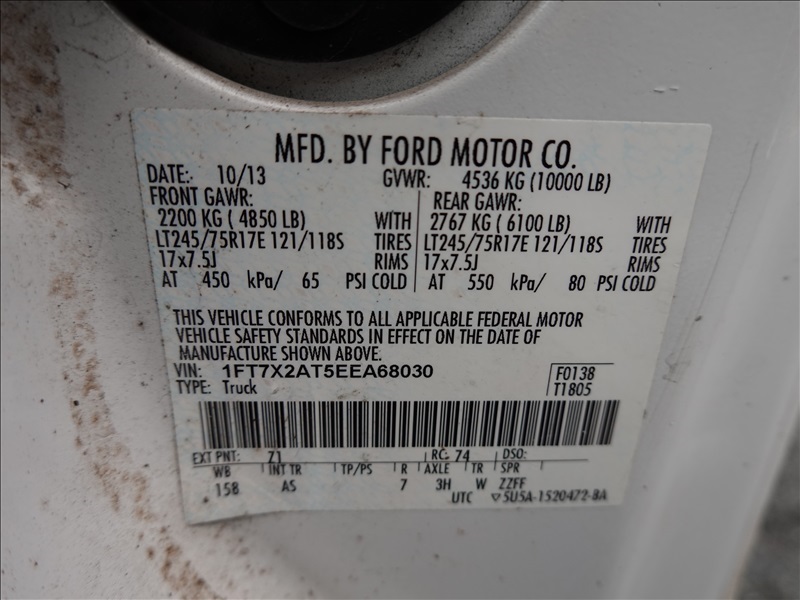 MFD. BY FORD MOTOR CO.
DATE: 10/13 GVWR: 4536 KG (10000 LB)
FRONT GAWR: REAR GAWR:
2200 KG ( 4850 LB) WITH 2767 KG ( 6100 LB) WITH
LT245/75R17E 121/118S TIRES LT245/75R17E 121/118S TIRES
17x7.5J RIMS 17x7.5J RIMS
AT 450 kPa/ 65 PSI COLD AT 550 kPa/ 80 PSI COLD
THIS VEHICLE CONFORMS TO ALL APPLICABLE FEDERAL MOTOR
VEHICLE SAFETY STANDARDS IN EFFECT ON THE DATE OF
MANUFACTURE SHOWN ABOVE.
VIN: 1FT7X2AT5EEA68030 F0138
TYPE: Truck T1805
EXT PNT: Z1 RC: 74 DSO:
WB INT TR TP/PS R AXLE TR SPR
158 AS 7 3H W ZZFF
UTC ▽5U5A-1520472-BA